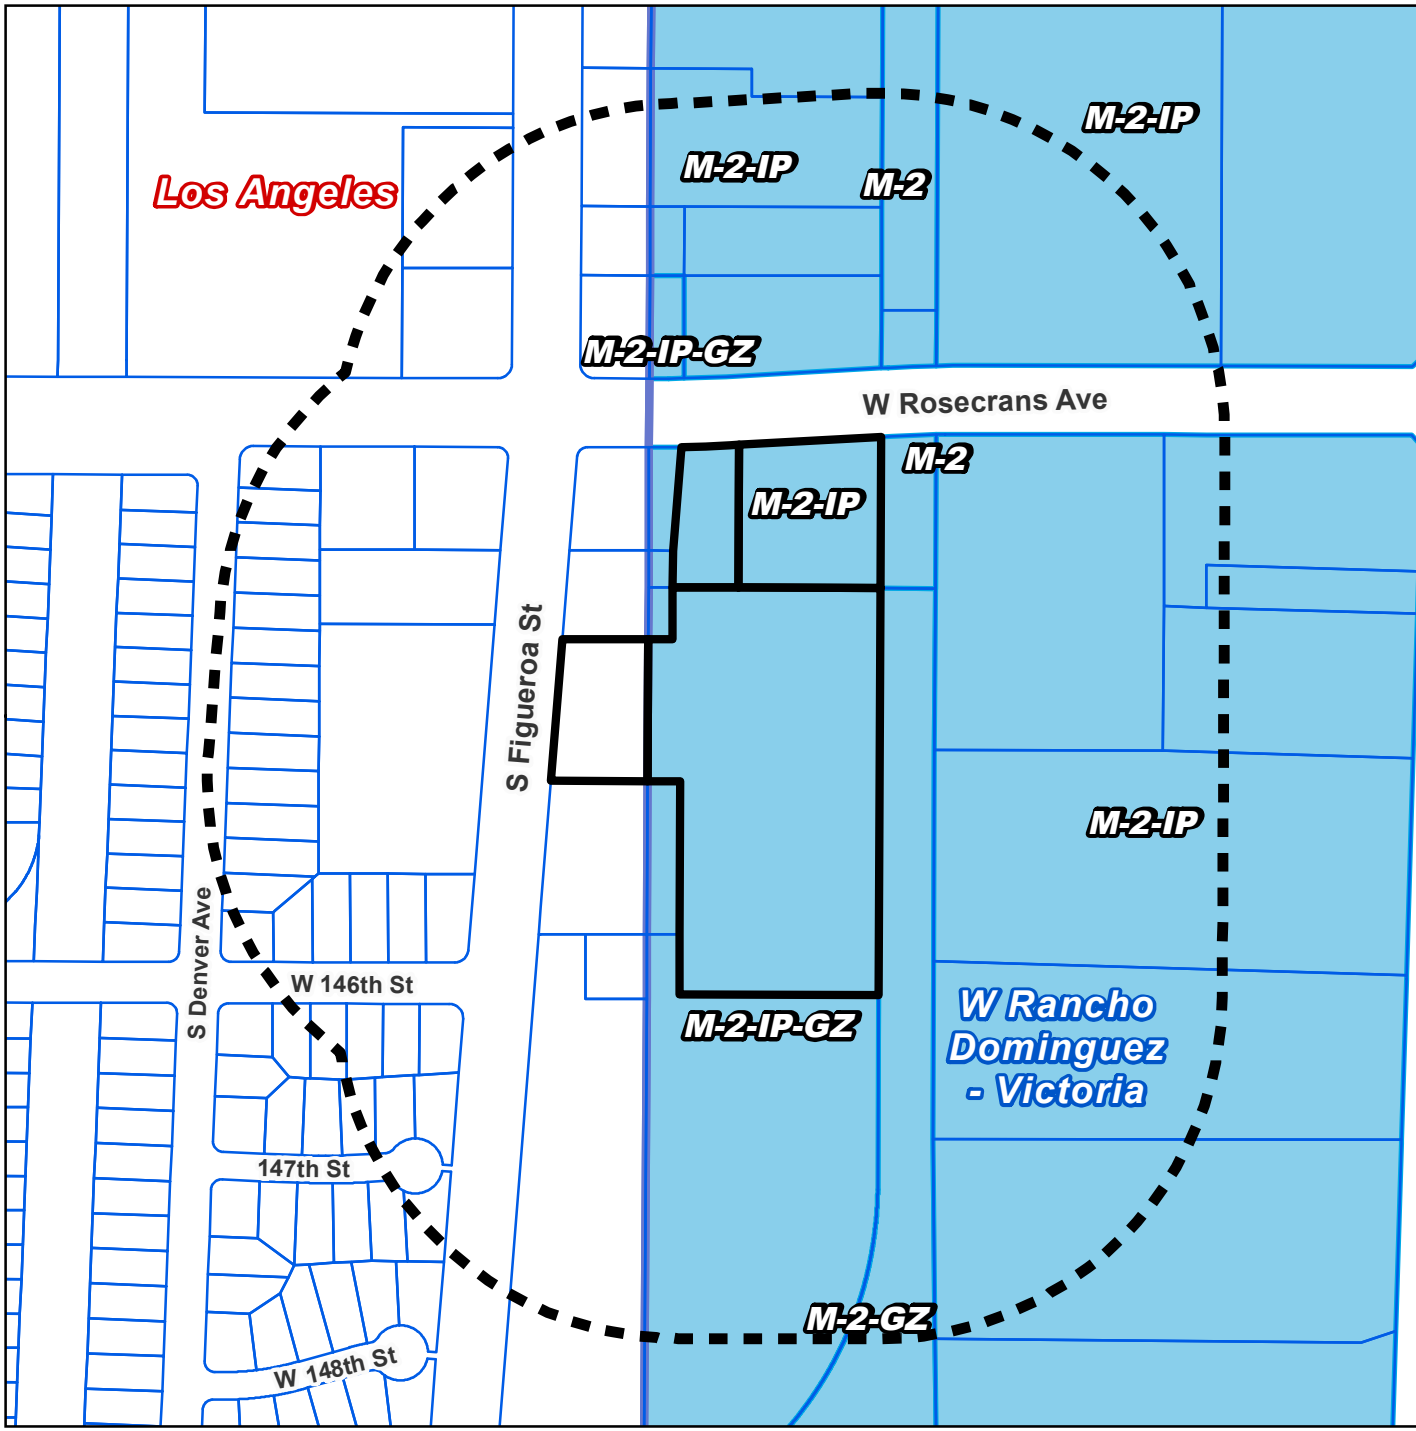 M-2-IP
M-2-IP
M-2
Los Angeles
M-2-IP-GZ
W Rosecrans Ave
M-2
M-2-IP
S Figueroa St
M-2-IP
S Denver Ave
W 146th St
W Rancho
Dominguez
- Victoria
M-2-IP-GZ
147th St
M-2-GZ
W 148th St